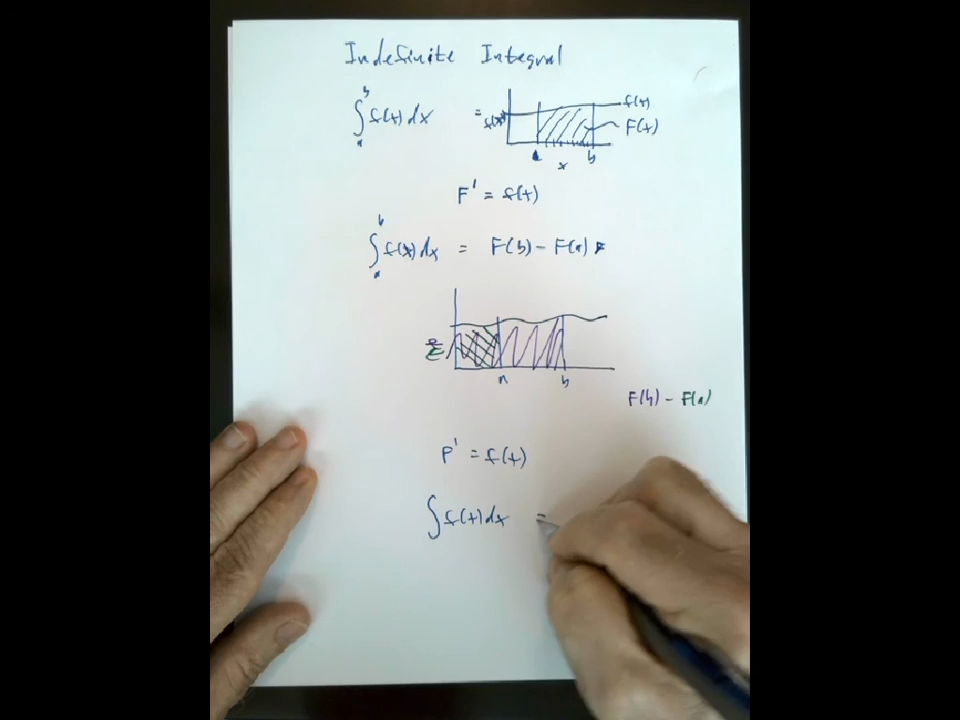 Indefinite Integral
∫ₐᵇ f(x) dx = f(x) f(x) F(x) a x b
F' = f(x)
∫ₐᵇ f(x) dx = F(b) - F(a)
a b
F(b) - F(a)
F' = f(x)
∫ f(x) dx =